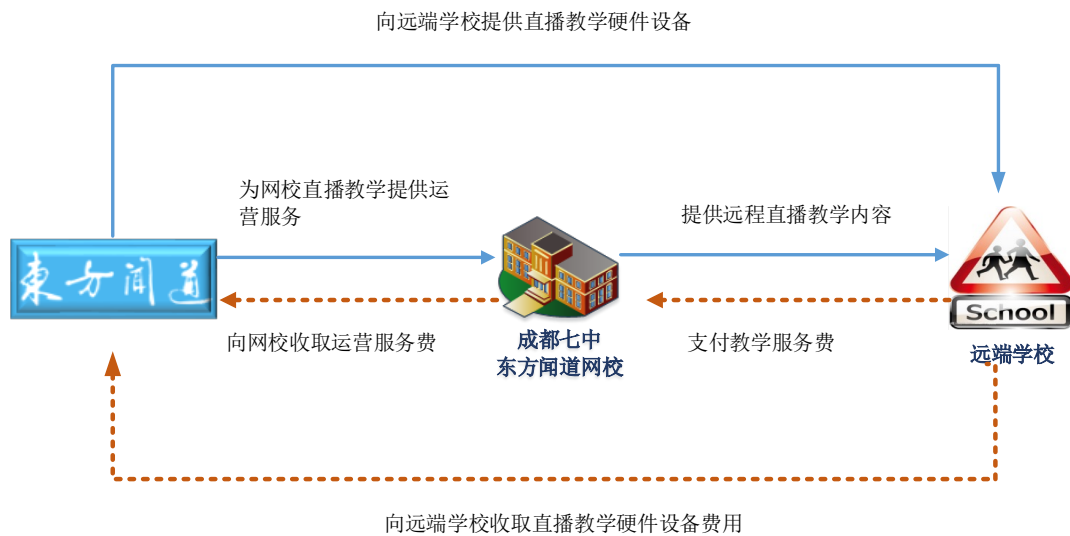 向远端学校提供直播教学硬件设备
为网校直播教学提供运
营服务
提供远程直播教学内容
東方闻道
向网校收取运营服务费
支付教学服务费
School
成都七中
东方闻道网校
远端学校
向远端学校收取直播教学硬件设备费用